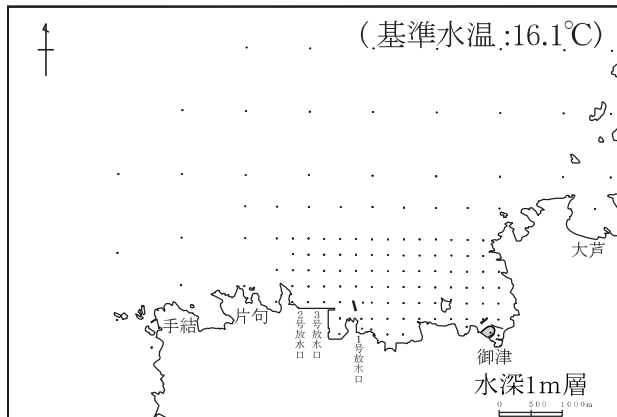 (基準水温:16.1℃)
大芦
手結
片句
2号放水口
3号放水口
1号放水口
御津
水深1m層
0 500 1000m